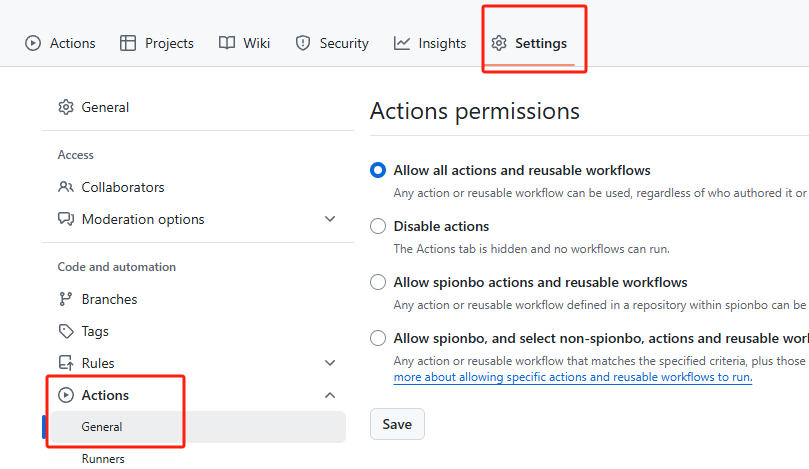 Actions
Projects
Wiki
Security
Insights
Settings
General
Access
Collaborators
Moderation options
Code and automation
Branches
Tags
Rules
Actions
General
Runners
Actions permissions
Allow all actions and reusable workflows
Any action or reusable workflow can be used, regardless of who authored it or
Disable actions
The Actions tab is hidden and no workflows can run.
Allow spionbo actions and reusable workflows
Any action or reusable workflow defined in a repository within spionbo can be
Allow spionbo, and select non-spionbo, actions and reusable worl
Any action or reusable workflow that matches the specified criteria, plus those
more about allowing specific actions and reusable workflows to run.
Save